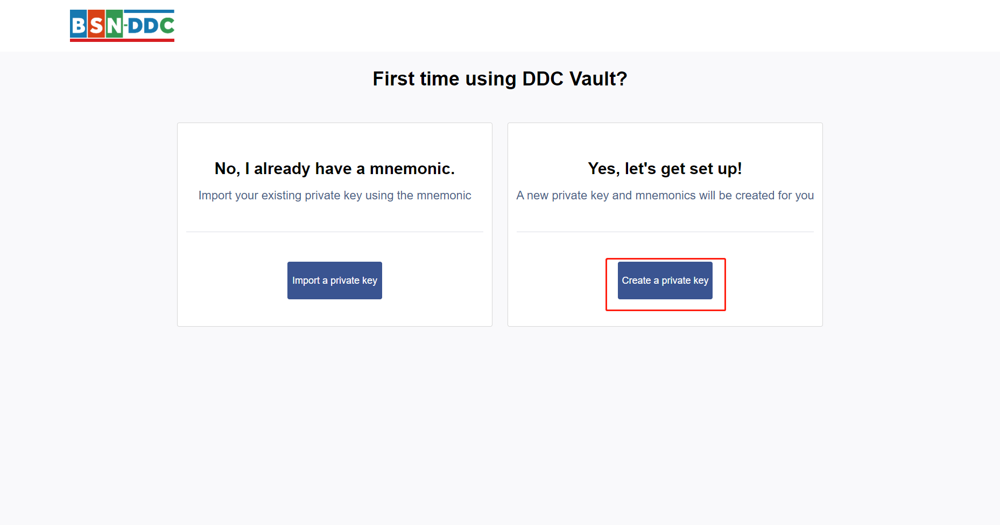 BSN-DDC
First time using DDC Vault?
No, I already have a mnemonic.
Import your existing private key using the mnemonic
Import a private key
Yes, let's get set up!
A new private key and mnemonics will be created for you
Create a private key